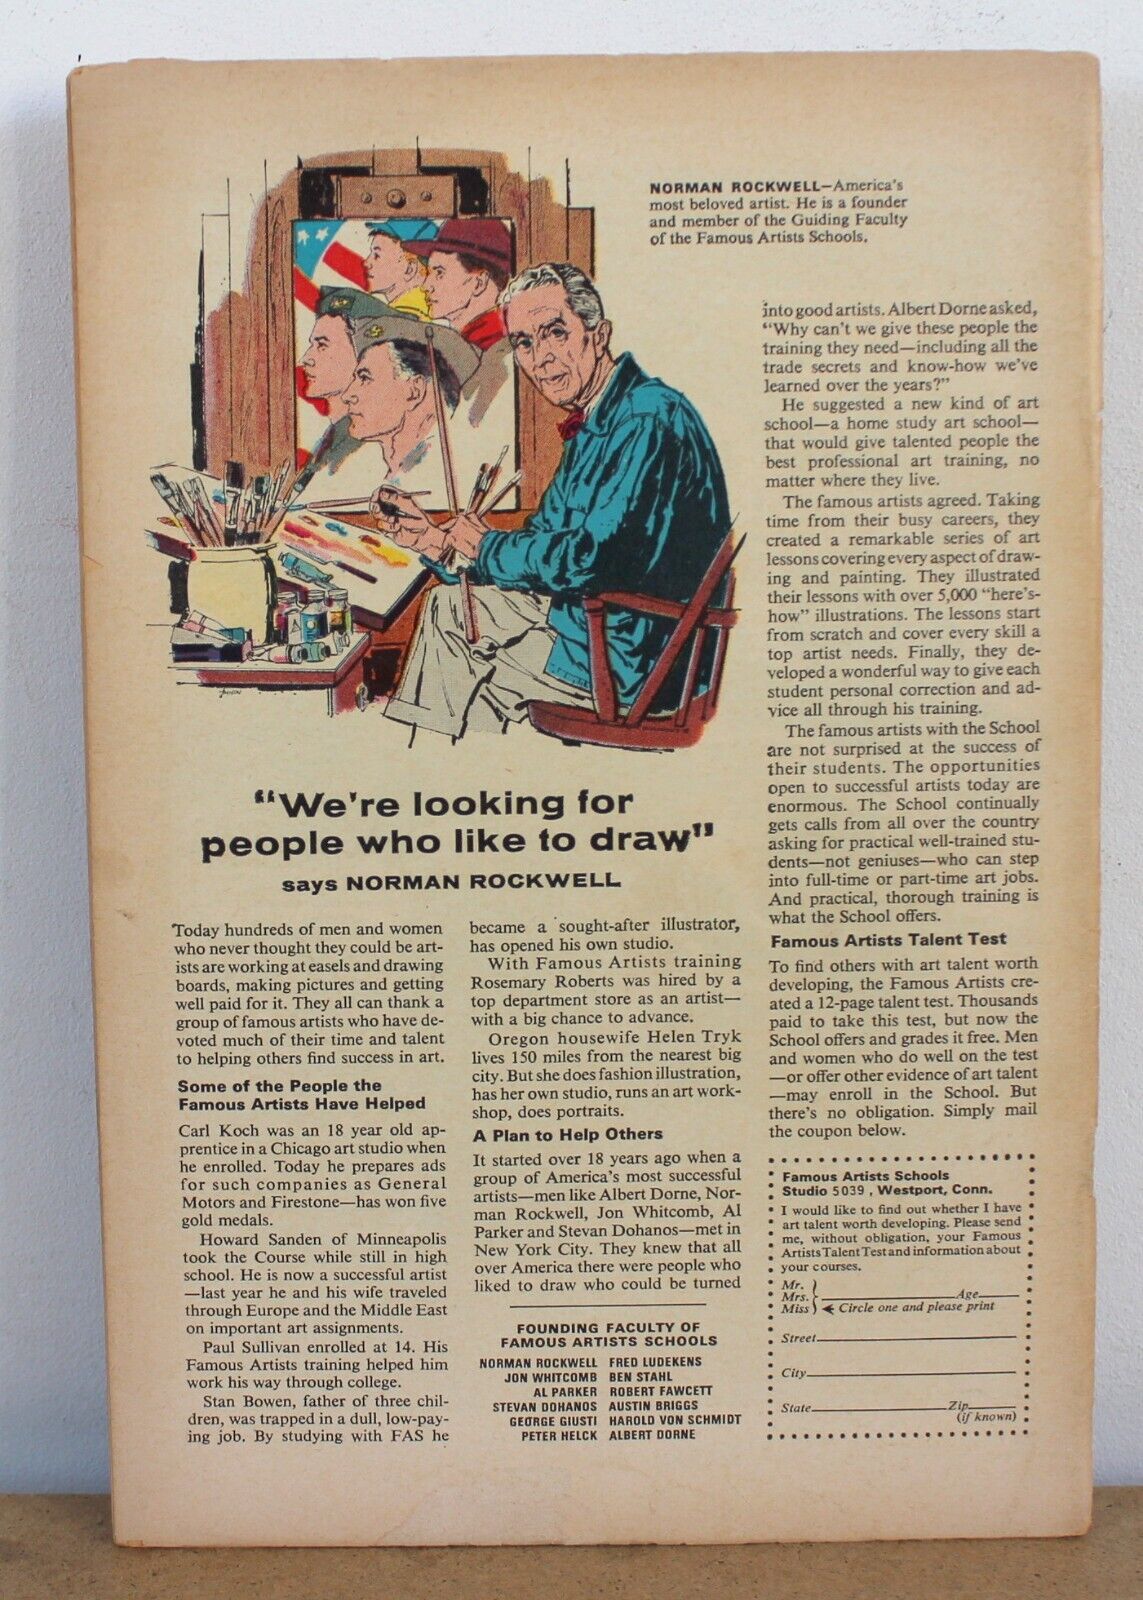 NORMAN ROCKWELL—America's
most beloved artist. He is a founder
and member of the Guiding Faculty
of the Famous Artists Schools.
"We're looking for
people who like to draw"
says NORMAN ROCKWELL
Today hundreds of men and women
who never thought they could be art-
ists are working at easels and drawing
boards, making pictures and getting
well paid for it. They all can thank a
group of famous artists who have de-
voted much of their time and talent
to helping others find success in art.
Some of the People the
Famous Artists Have Helped
Carl Koch was an 18 year old ap-
prentice in a Chicago art studio when
he enrolled. Today he prepares ads
for such companies as General
Motors and Firestone—has won five
gold medals.
Howard Sanden of Minneapolis
took the Course while still in high
school. He is now a successful artist
—last year he and his wife traveled
through Europe and the Middle East
on important art assignments.
Paul Sullivan enrolled at 14. His
Famous Artists training helped him
work his way through college.
Stan Bowen, father of three chil-
dren, was trapped in a dull, low-pay-
ing job. By studying with FAS he
became a sought-after illustrator,
has opened his own studio.
With Famous Artists training
Rosemary Roberts was hired by a
top department store as an artist—
with a big chance to advance.
Oregon housewife Helen Tryk
lives 150 miles from the nearest big
city. But she does fashion illustration,
has her own studio, runs an art work-
shop, does portraits.
A Plan to Help Others
It started over 18 years ago when a
group of America's most successful
artists—men like Albert Dorne, Nor-
man Rockwell, Jon Whitcomb, Al
Parker and Stevan Dohanos—met in
New York City. They knew that all
over America there were people who
liked to draw who could be turned
FOUNDING FACULTY OF
FAMOUS ARTISTS SCHOOLS
NORMAN ROCKWELL FRED LUDEKENS
JON WHITCOMB BEN STAHL
AL PARKER ROBERT FAWCETT
STEVAN DOHANOS AUSTIN BRIGGS
GEORGE GIUSTI HAROLD VON SCHMIDT
PETER HELCK ALBERT DORNE
into good artists. Albert Dorne asked,
"Why can't we give these people the
training they need—including all the
trade secrets and know-how we've
learned over the years?"
He suggested a new kind of art
school—a home study art school—
that would give talented people the
best professional art training, no
matter where they live.
The famous artists agreed. Taking
time from their busy careers, they
created a remarkable series of art
lessons covering every aspect of draw-
ing and painting. They illustrated
their lessons with over 5,000 "here's-
how" illustrations. The lessons start
from scratch and cover every skill a
top artist needs. Finally, they de-
veloped a wonderful way to give each
student personal correction and ad-
vice all through his training.
The famous artists with the School
are not surprised at the success of
their students. The opportunities
open to successful artists today are
enormous. The School continually
gets calls from all over the country
asking for practical well-trained stu-
dents—not geniuses—who can step
into full-time or part-time art jobs.
And practical, thorough training is
what the School offers.
Famous Artists Talent Test
To find others with art talent worth
developing, the Famous Artists cre-
ated a 12-page talent test. Thousands
paid to take this test, but now the
School offers and grades it free. Men
and women who do well on the test
—or offer other evidence of art talent
—may enroll in the School. But
there's no obligation. Simply mail
the coupon below.
Famous Artists Schools
Studio 5039, Westport, Conn.
I would like to find out whether I have
art talent worth developing. Please send
me, without obligation, your Famous
Artists Talent Test and information about
your courses.
Mr.
Mrs. Age
Miss Circle one and please print
Street
City
State Zip
(if known)